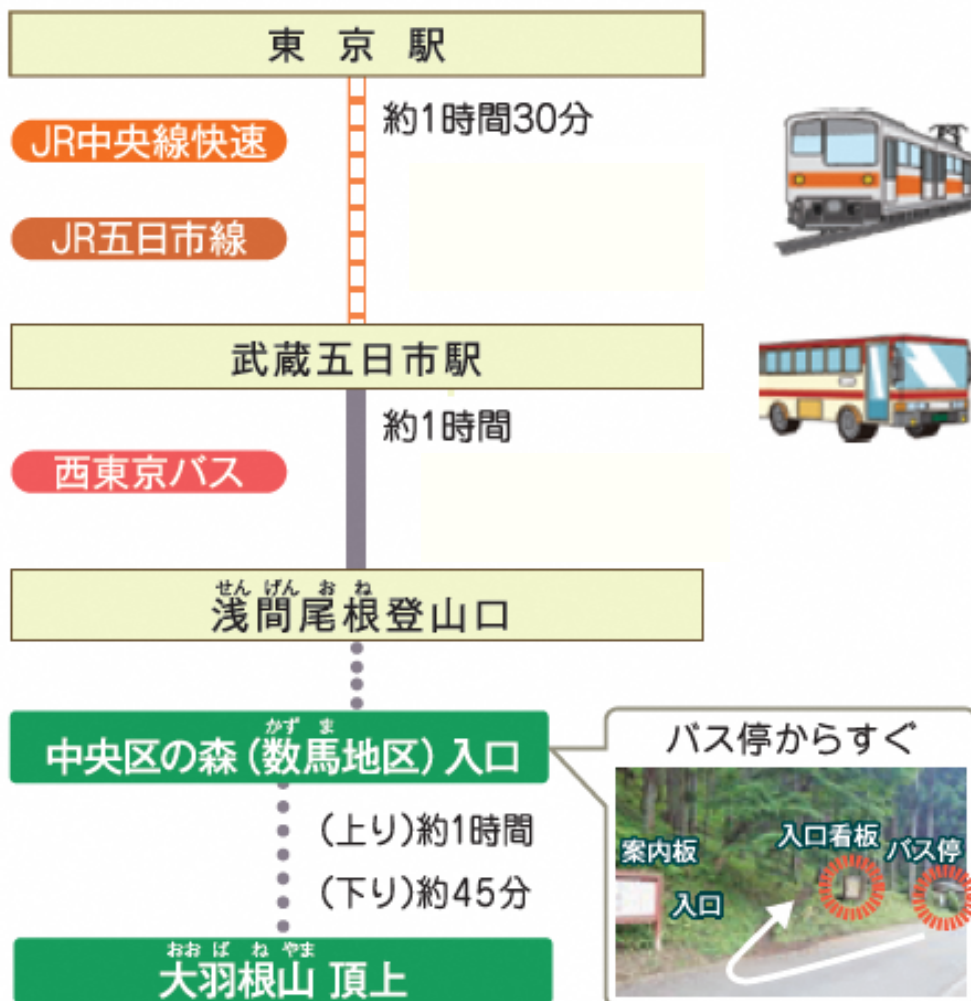 東京駅
約1時間30分
JR中央線快速
JR五日市線
武蔵五日市駅
約1時間
西東京バス
せんげんおね
浅間尾根登山口
かずま
中央区の森(数馬地区)入口
バス停からすぐ
案内板
入口看板
バス停
入口
(上り)約1時間
(下り)約45分
おおばねやま
大羽根山 頂上